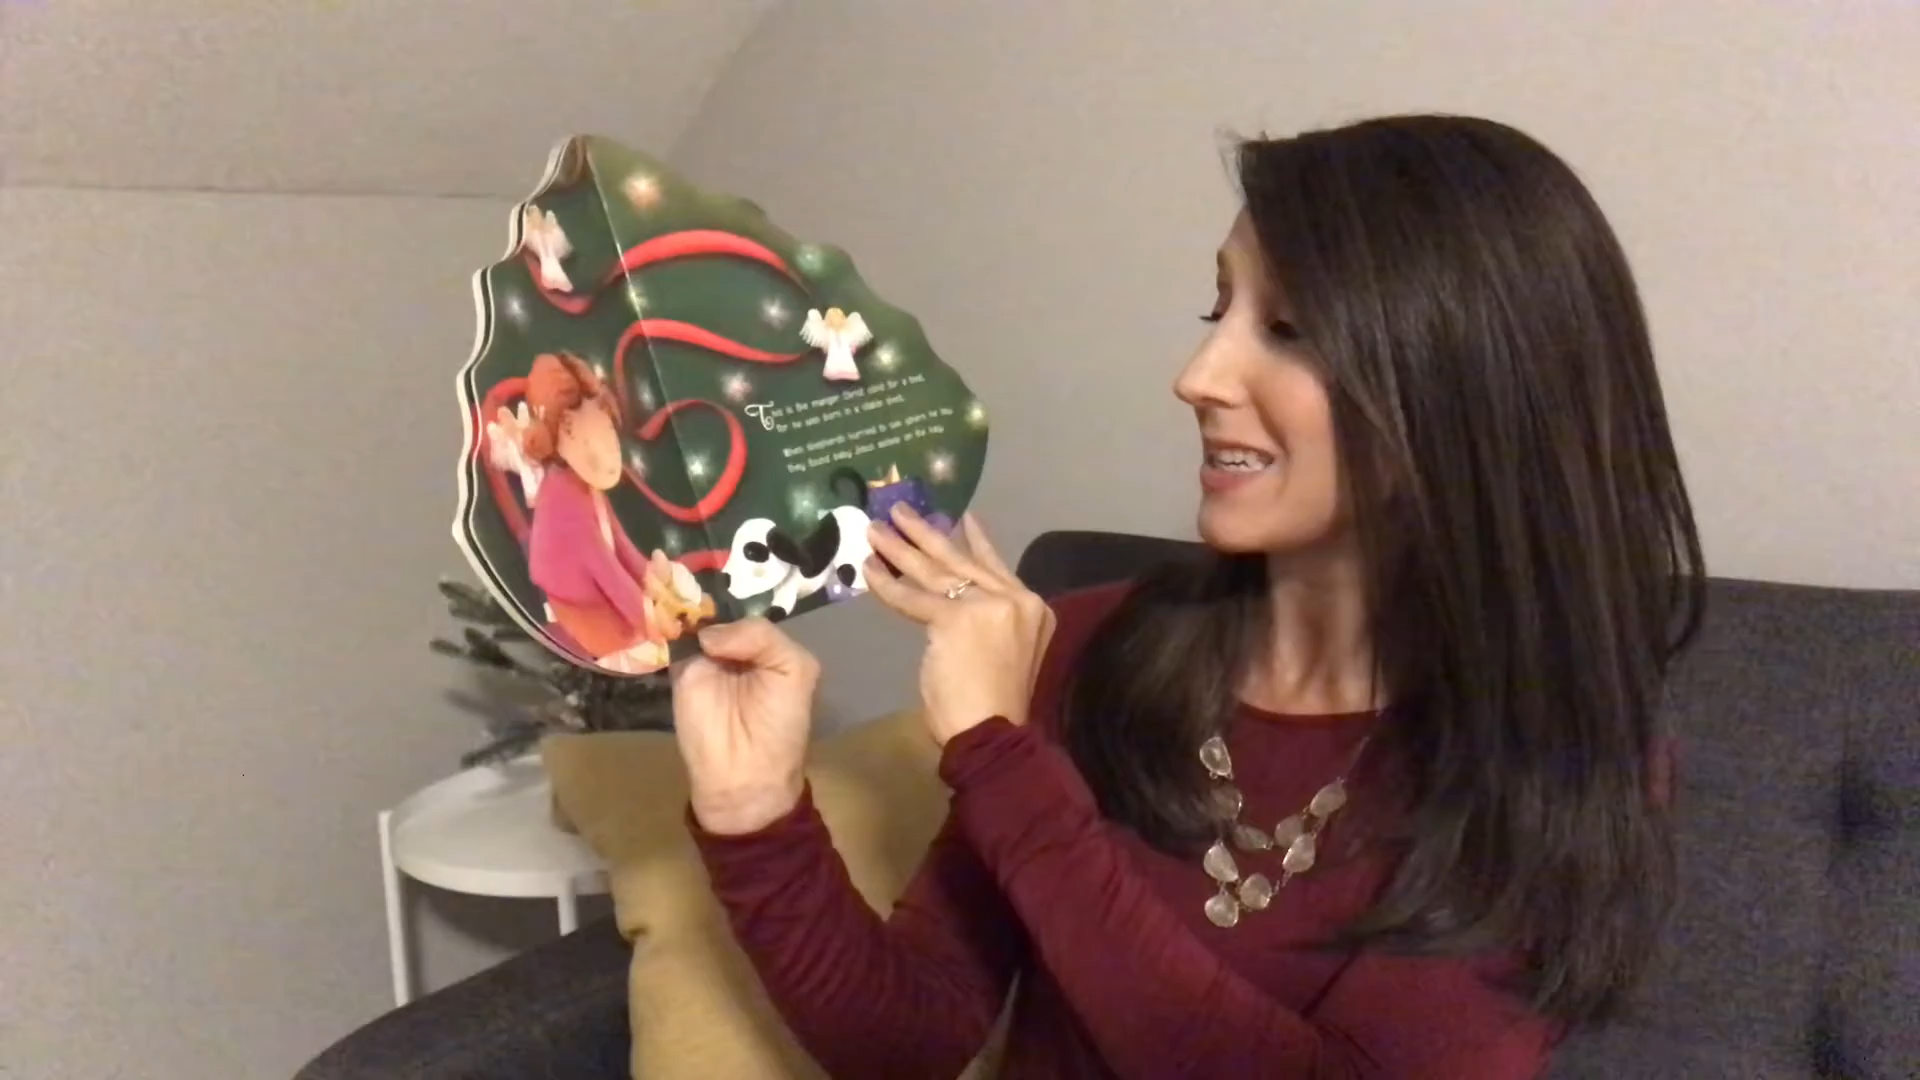 This is the manger Christ used for a bed,
for he was born in a stable shed.
When shepherds hurried to see where he lay
they found baby Jesus asleep on the hay.